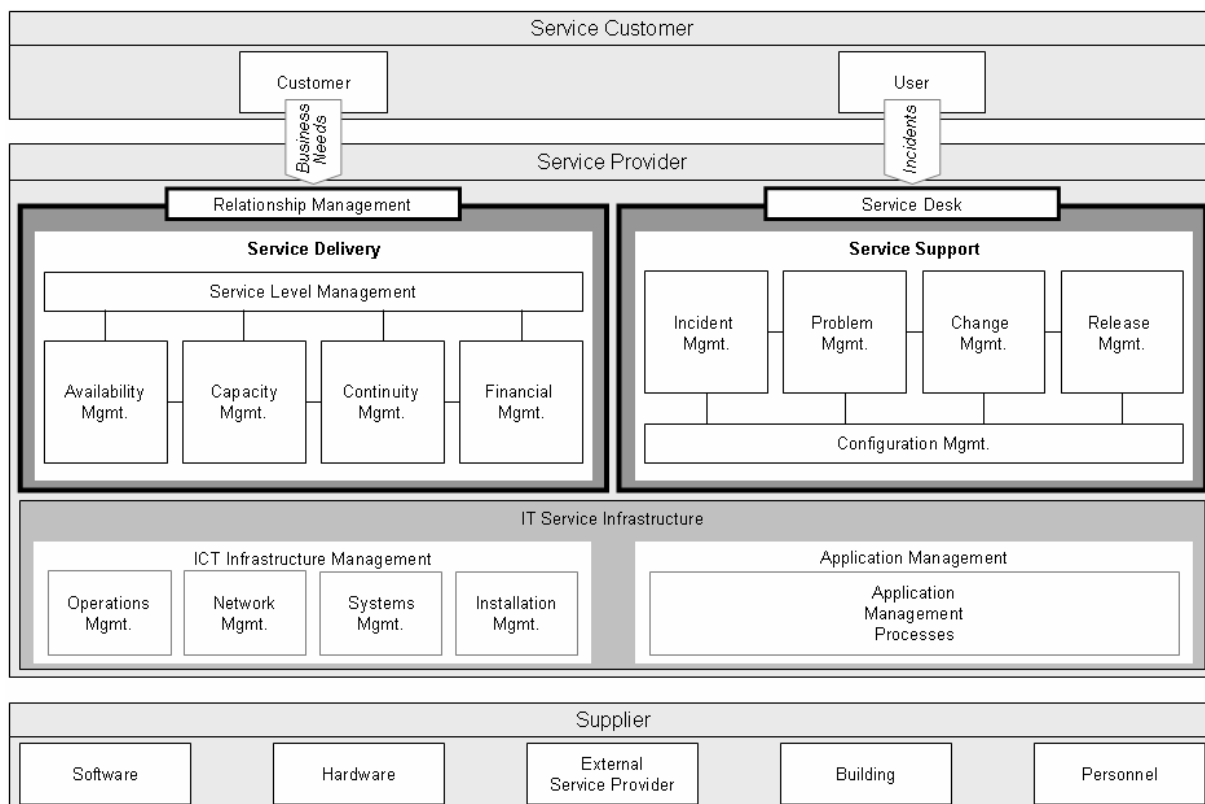 Service Customer
Customer
User
Business
Needs
Incidents
Service Provider
Relationship Management
Service Desk
Service Delivery
Service Level Management
Availability
Mgmt.
Capacity
Mgmt.
Continuity
Mgmt.
Financial
Mgmt.
Service Support
Incident
Mgmt.
Problem
Mgmt.
Change
Mgmt.
Release
Mgmt.
Configuration Mgmt.
IT Service Infrastructure
ICT Infrastructure Management
Operations
Mgmt.
Network
Mgmt.
Systems
Mgmt.
Installation
Mgmt.
Application Management
Application
Management
Processes
Supplier
Software
Hardware
External
Service Provider
Building
Personnel